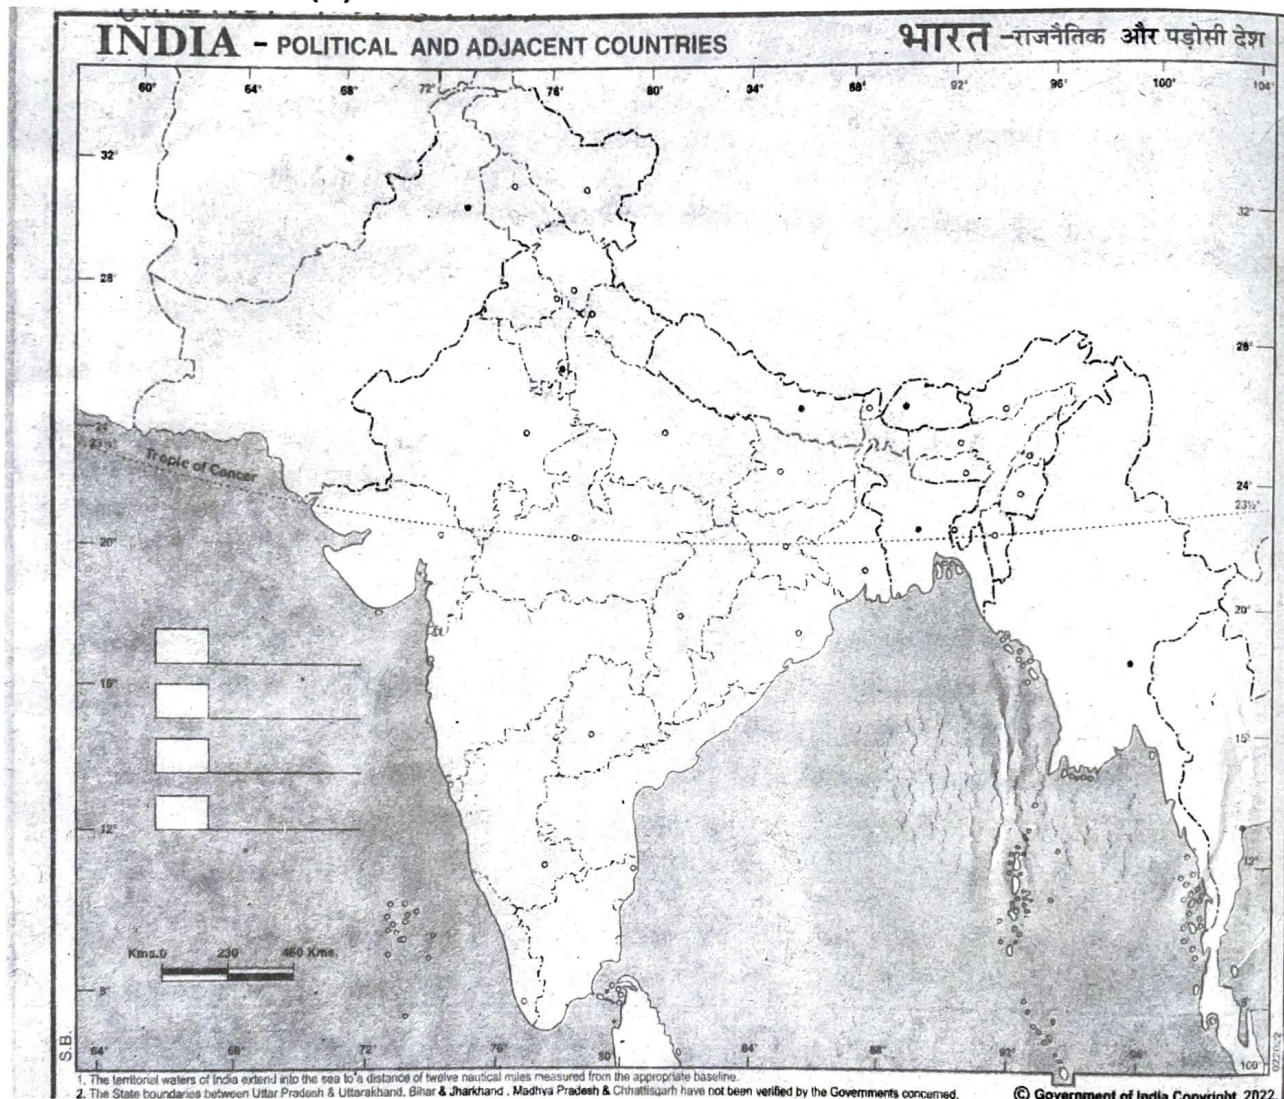 INDIA - POLITICAL AND ADJACENT COUNTRIES
भारत -राजनैतिक और पड़ोसी देश
60° 64° 68° 72° 76° 80° 84° 88° 92° 96° 100° 104°
32°
32°
28°
28°
24°
23½°
Tropic of Cancer
24°
23½°
20°
20°
12°
12°
Kms.0 230 460 Kms.
S.B.
64 68° 72 76 80 84 88 92 100
1. The territorial waters of India extend into the sea to a distance of twelve nautical miles measured from the appropriate baseline.
2. The State boundaries between Uttar Pradesh & Uttarakhand, Bihar & Jharkhand , Madhya Pradesh & Chhattisgarh have not been verified by the Governments concerned.
© Government of India Copyright, 2022